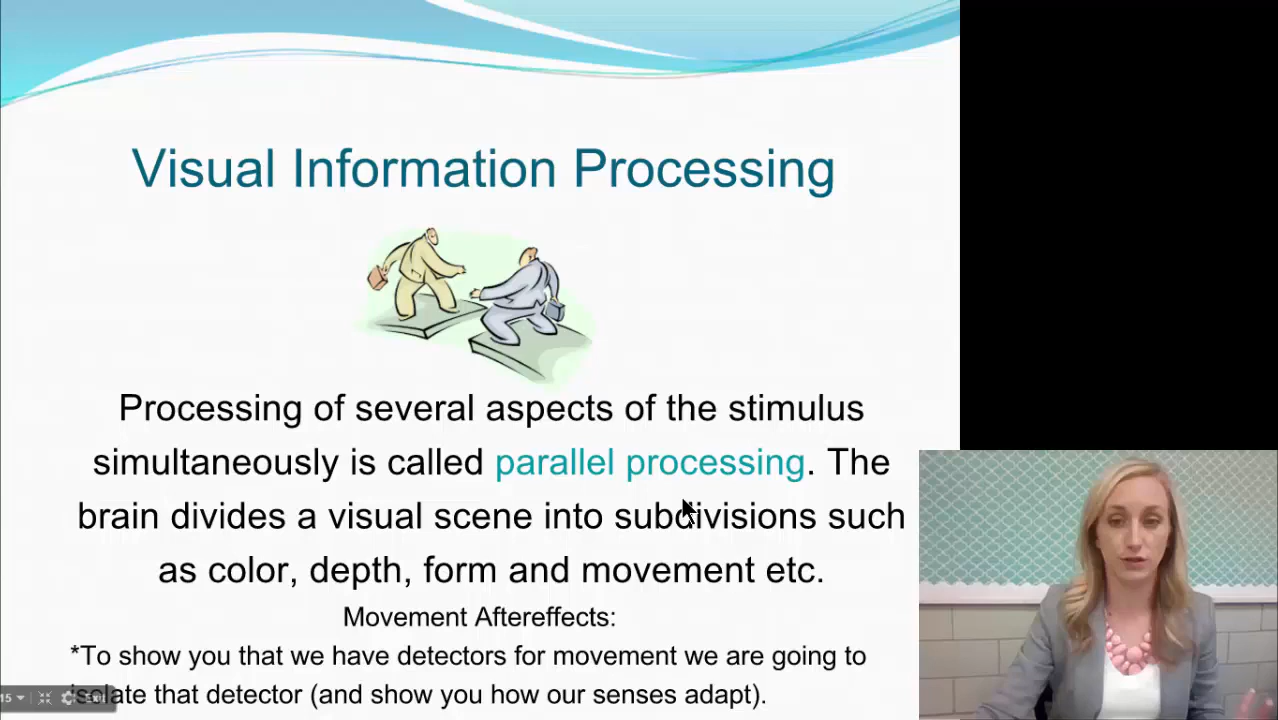 Visual Information Processing
Processing of several aspects of the stimulus
simultaneously is called parallel processing. The
brain divides a visual scene into subdivisions such
as color, depth, form and movement etc.
Movement Aftereffects:
*To show you that we have detectors for movement we are going to
isolate that detector (and show you how our senses adapt).
15
Exit